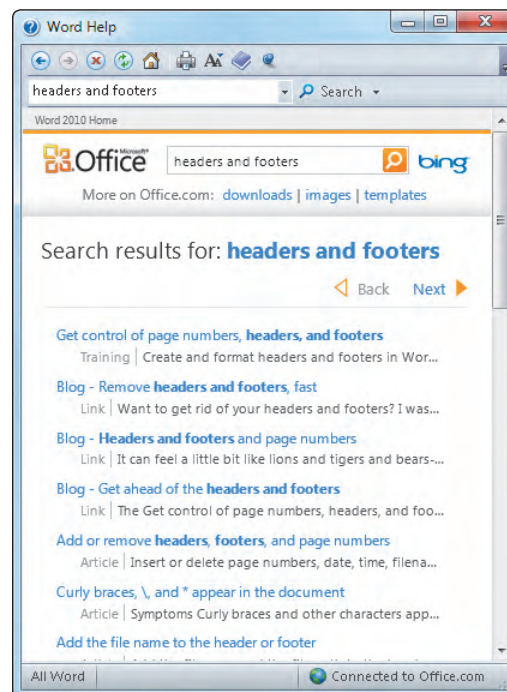 Word Help
headers and footers
Search
Word 2010 Home
Microsoft®
Office
headers and footers
bing
More on Office.com: downloads | images | templates
Search results for: headers and footers
Back Next
Get control of page numbers, headers, and footers
Training | Create and format headers and footers in Wor...
Blog - Remove headers and footers, fast
Link | Want to get rid of your headers and footers? I was...
Blog - Headers and footers and page numbers
Link | It can feel a little bit like lions and tigers and bears-...
Blog - Get ahead of the headers and footers
Link | The Get control of page numbers, headers, and foo...
Add or remove headers, footers, and page numbers
Article | Insert or delete page numbers, date, time, filena...
Curly braces, \, and * appear in the document
Article | Symptoms Curly braces and other characters app...
Add the file name to the header or footer
All Word
Connected to Office.com